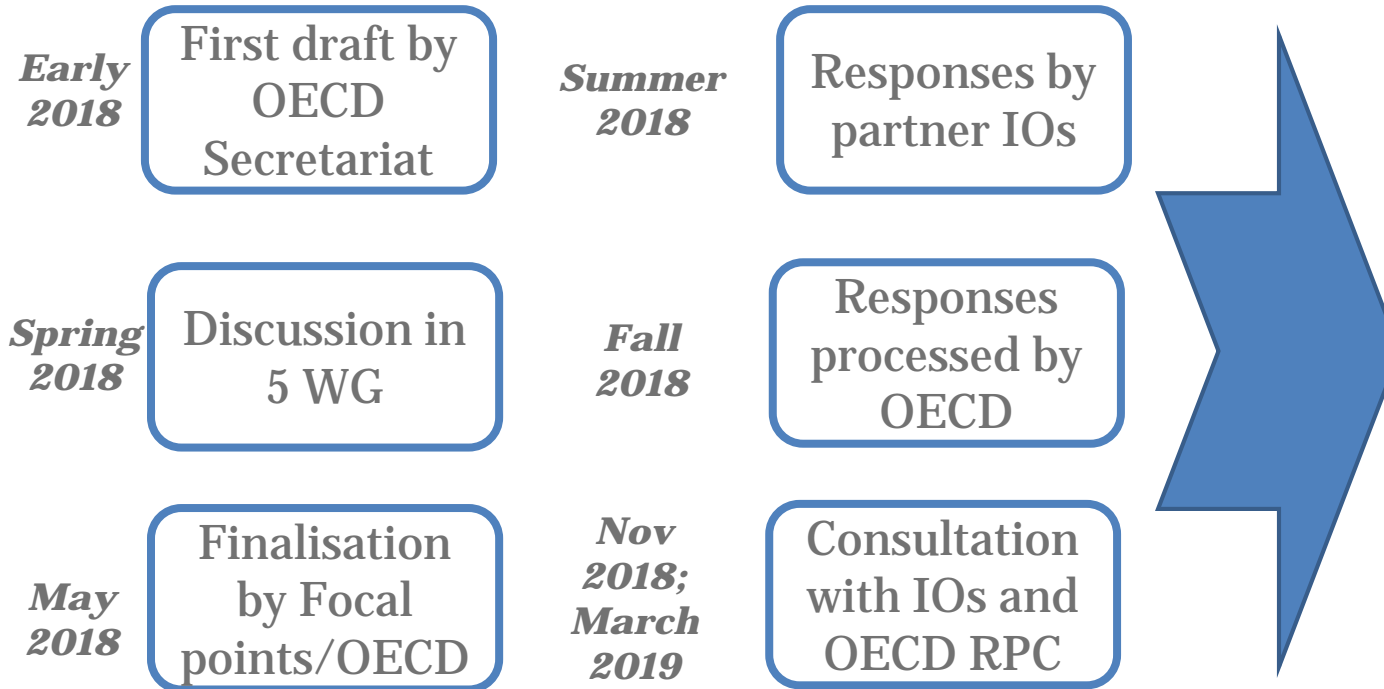 Early
2018
First draft by
OECD
Secretariat
Spring
2018
Discussion in
5 WG
May
2018
Finalisation
by Focal
points/OECD
Summer
2018
Responses by
partner IOs
Fall
2018
Responses
processed by
OECD
Nov
2018;
March
2019
Consultation
with IOs and
OECD RPC